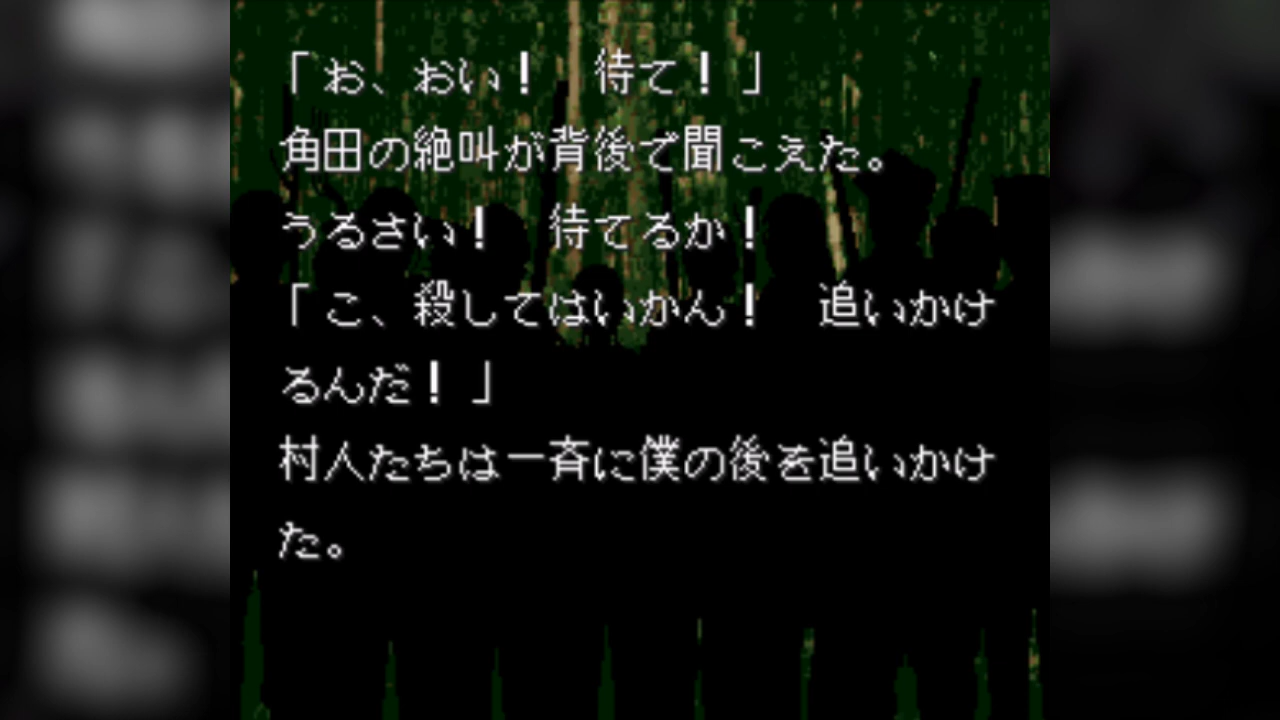 「お、おい！　待て！」
角田の絶叫が背後で聞こえた。
うるさい！　待てるか！
「こ、殺してはいかん！　追いかけ
るんだ！」
村人たちは一斉に僕の後を追いかけ
た。